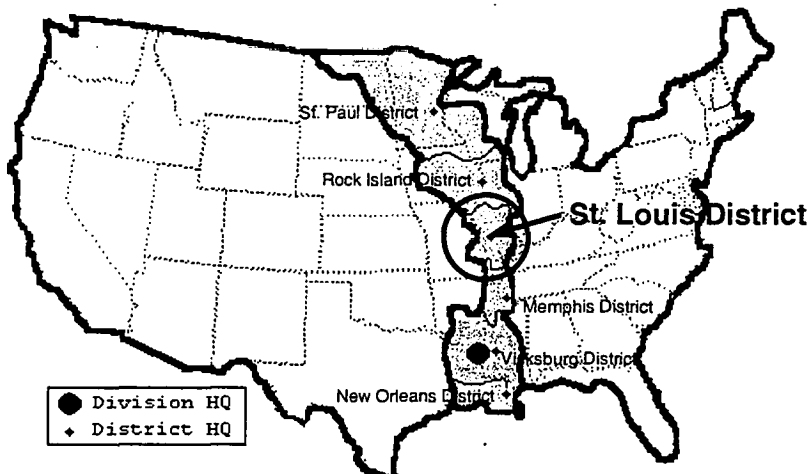 St. Paul District
Rock Island District
St. Louis District
Memphis District
Vicksburg District
New Orleans District
Division HQ
District HQ